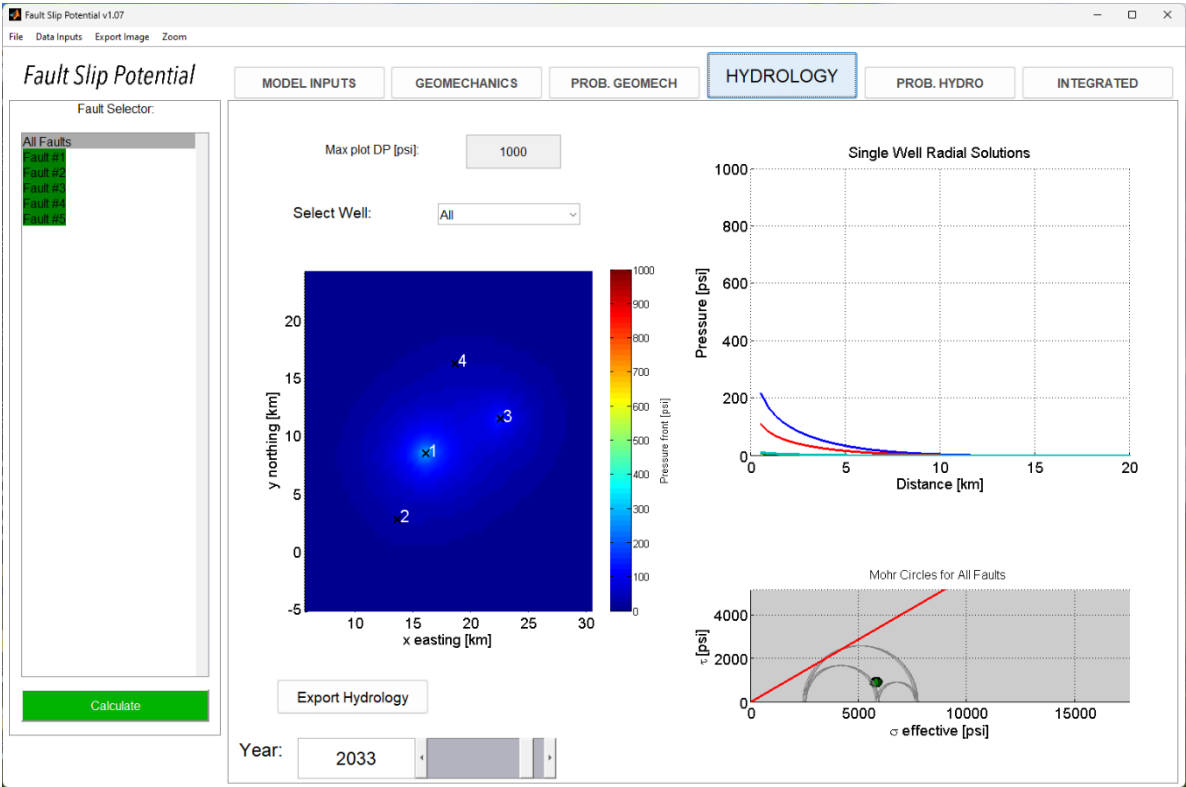 Fault Slip Potential v1.07
File Data Inputs Export Image Zoom
Fault Slip Potential
MODEL INPUTS
GEOMECHANICS
PROB. GEOMECH
HYDROLOGY
PROB. HYDRO
INTEGRATED
Fault Selector:
All Faults
Fault #1
Fault #2
Fault #3
Fault #4
Fault #5
Calculate
Max plot DP [psi]:
1000
Select Well:
All
20
15
10
5
0
-5
y northing [km]
4
3
1
2
10 15 20 25 30
x easting [km]
1000
900
800
700
600
500
400
300
200
100
0
Pressure front [psi]
Export Hydrology
Year:
2033
Single Well Radial Solutions
1000
800
600
400
200
0
Pressure [psi]
0 5 10 15 20
Distance [km]
Mohr Circles for All Faults
4000
2000
0
τ [psi]
0 5000 10000 15000
σ effective [psi]